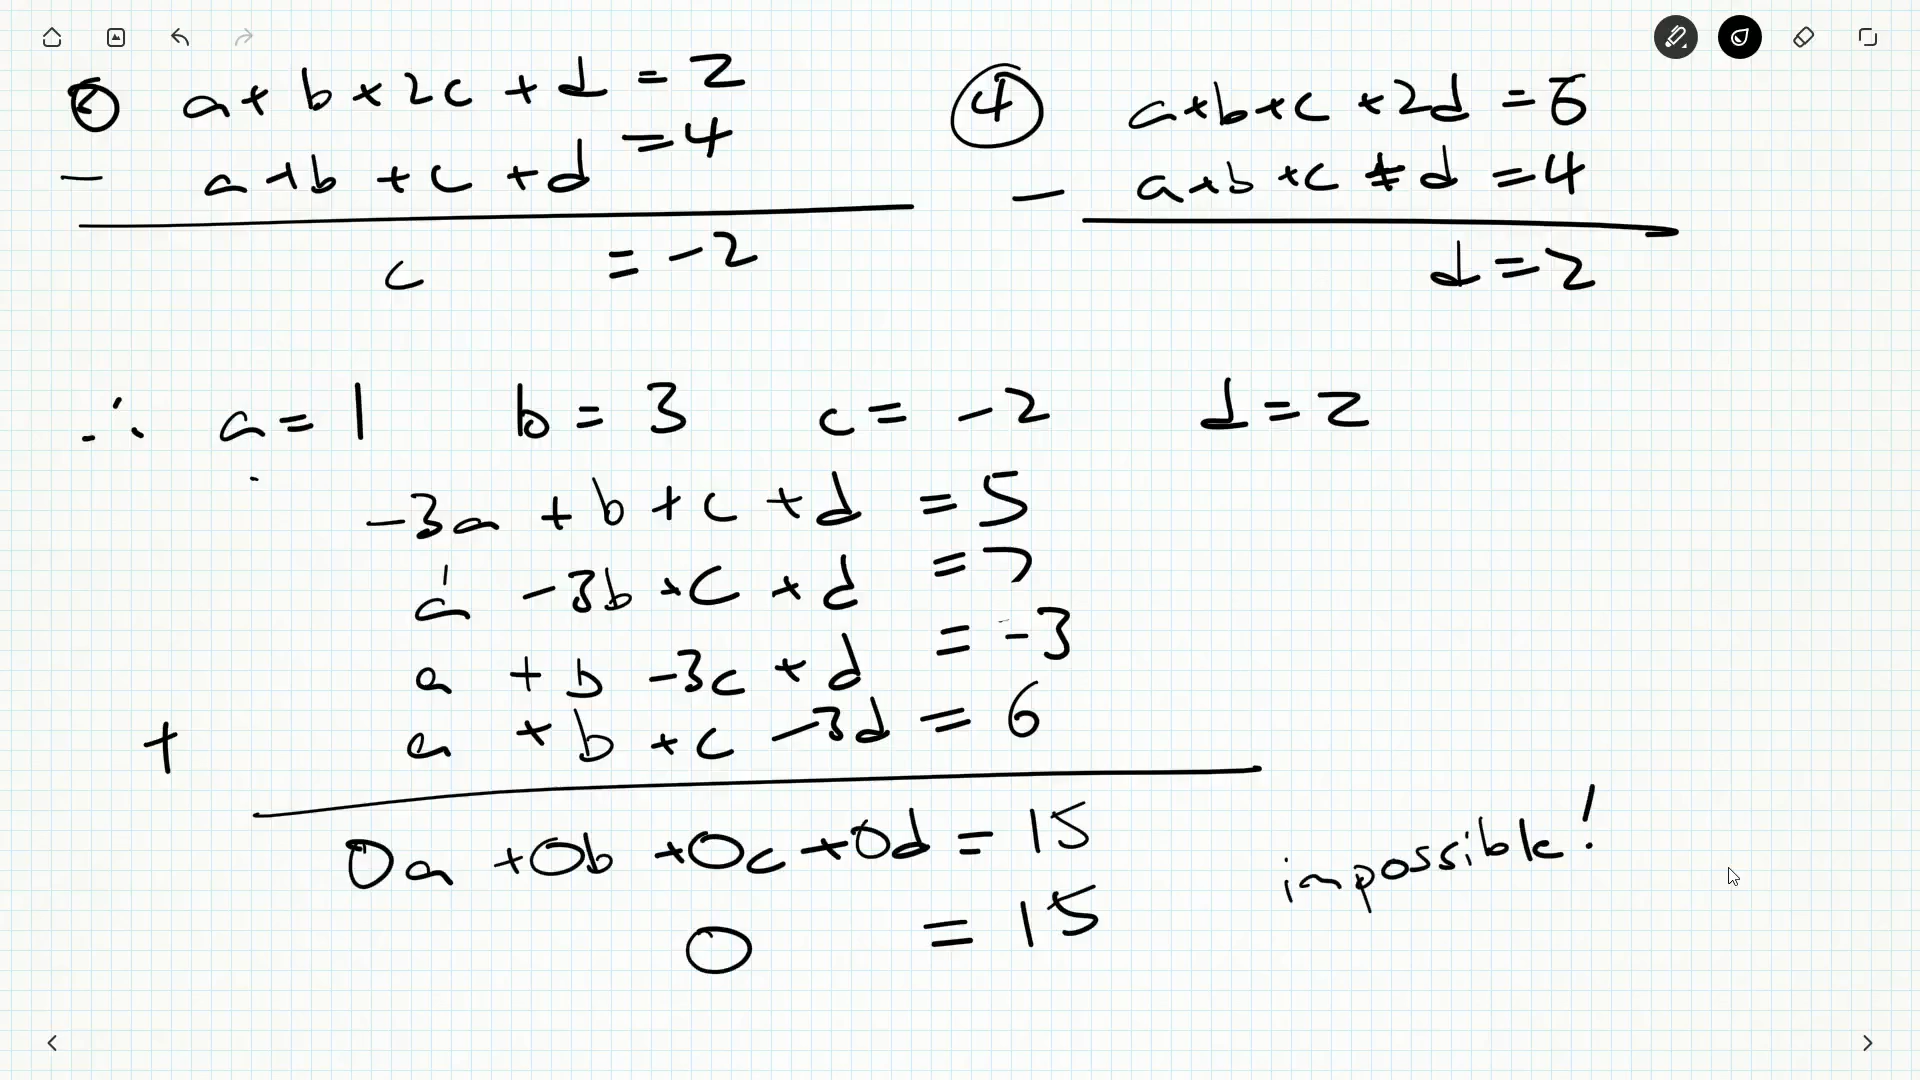 a + b + 2c + d = 2
− a + b + c + d = 4
c = −2
④ a + b + c + 2d = 6
− a + b + c + d = 4
d = 2
∴ a = 1 b = 3 c = −2 d = 2
−3a + b + c + d = 5
a − 3b + c + d = 7
a + b − 3c + d = −3
+ a + b + c − 3d = 6
0a + 0b + 0c + 0d = 15
impossible!
0 = 15